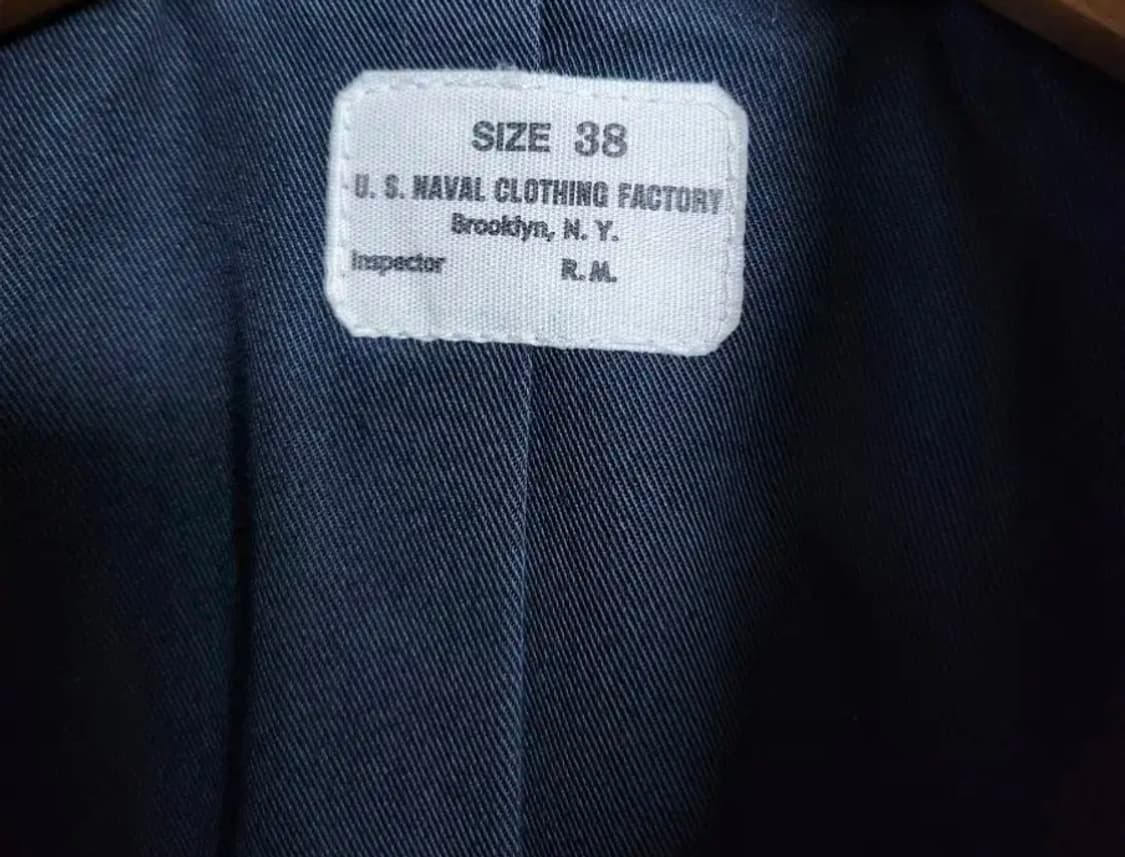 SIZE 38
U. S. NAVAL CLOTHING FACTORY
Brooklyn, N. Y.
Inspector R. M.